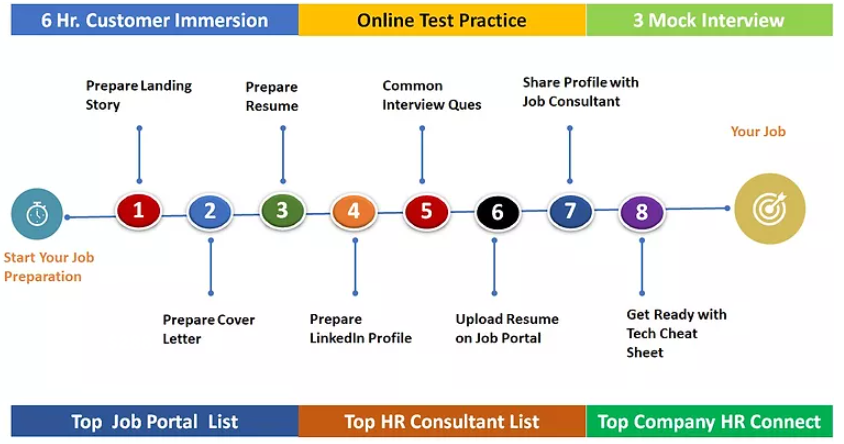 6 Hr. Customer Immersion
Online Test Practice
3 Mock Interview
Prepare Landing
Story
Prepare
Resume
Common
Interview Ques
Share Profile with
Job Consultant
Your Job
1
2
3
4
5
6
7
8
Start Your Job
Preparation
Prepare Cover
Letter
Prepare
LinkedIn Profile
Upload Resume
on Job Portal
Get Ready with
Tech Cheat
Sheet
Top Job Portal List
Top HR Consultant List
Top Company HR Connect